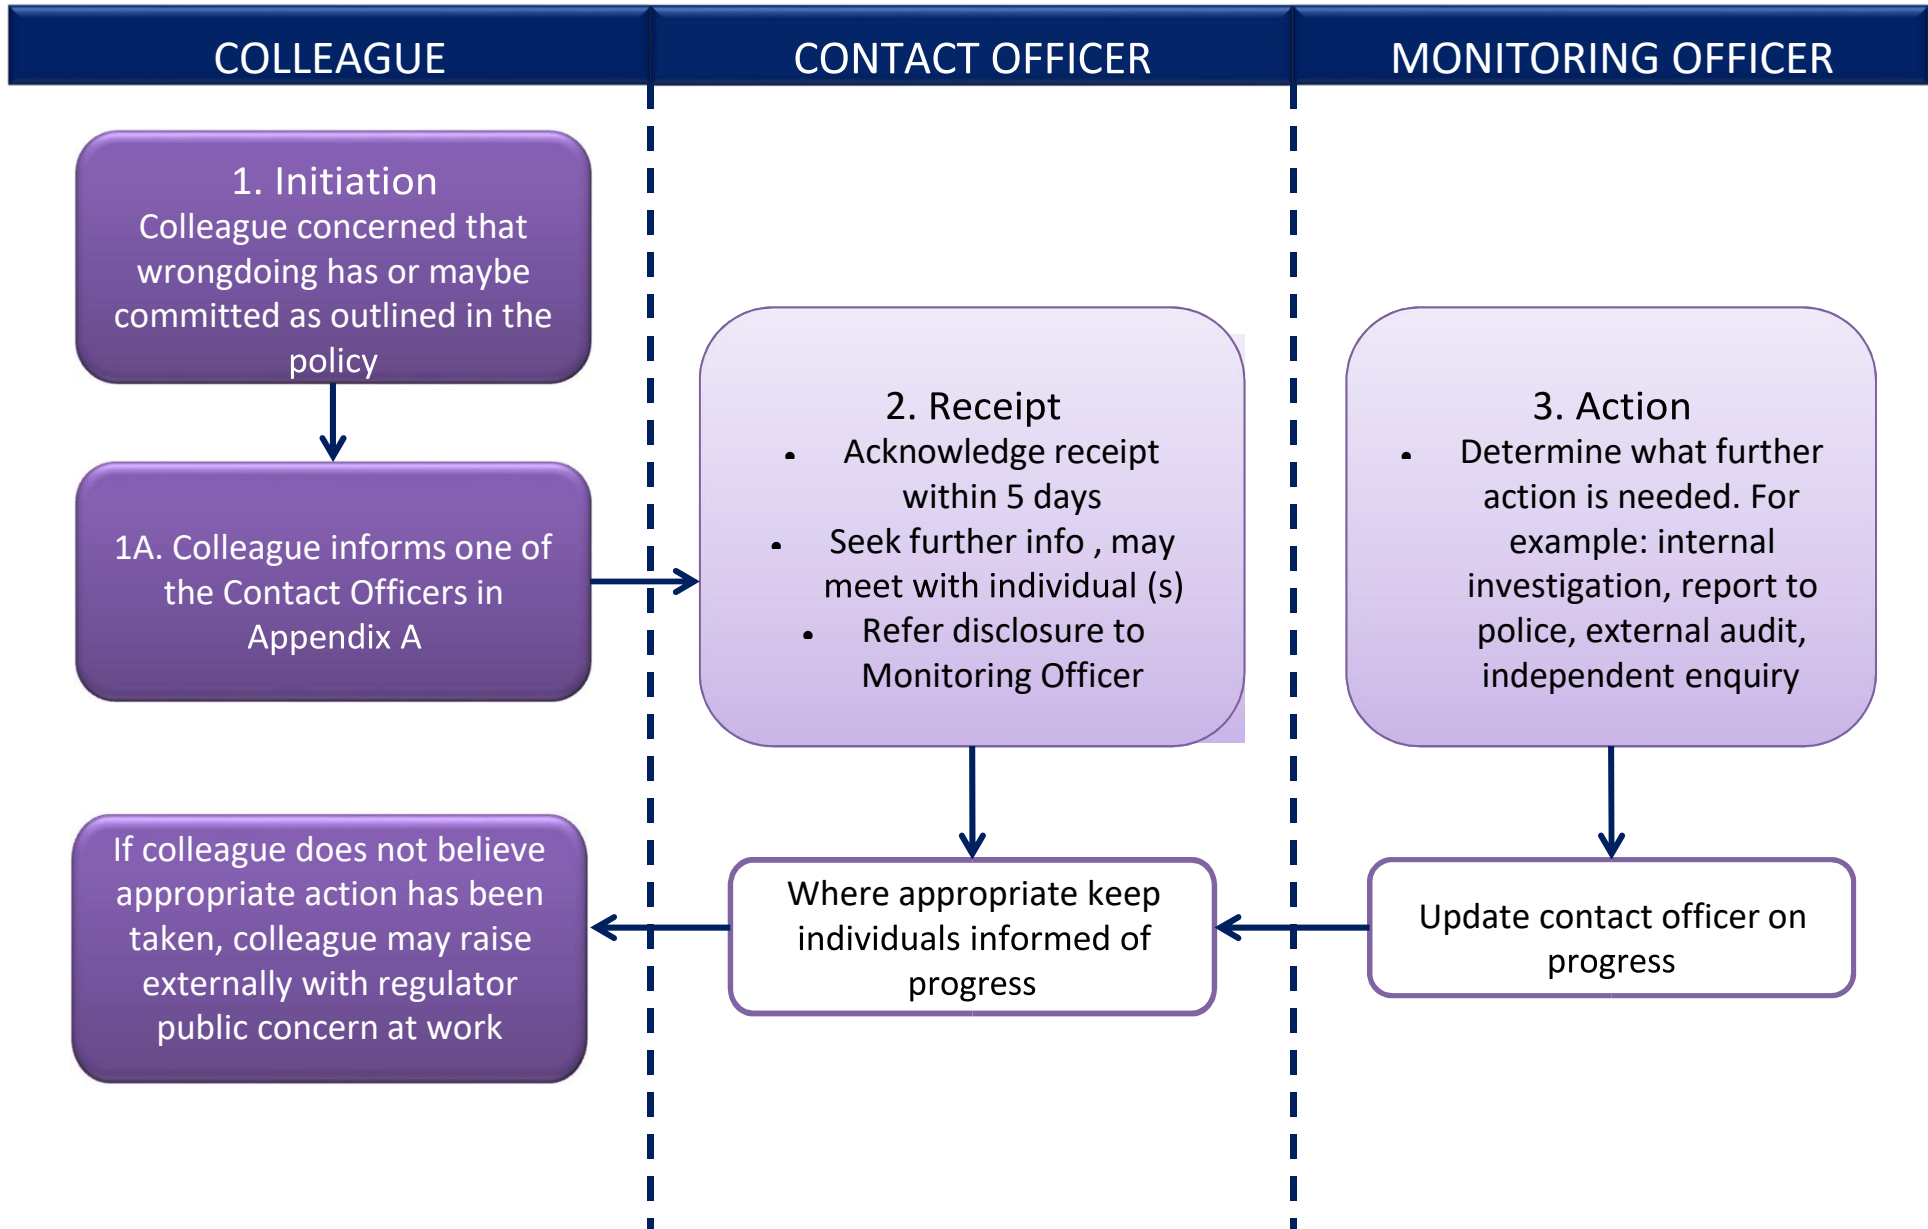 COLLEAGUE
CONTACT OFFICER
MONITORING OFFICER
1. Initiation
Colleague concerned that
wrongdoing has or maybe
committed as outlined in the
policy
1A. Colleague informs one of
the Contact Officers in
Appendix A
If colleague does not believe
appropriate action has been
taken, colleague may raise
externally with regulator
public concern at work
2. Receipt
• Acknowledge receipt
within 5 days
• Seek further info , may
meet with individual (s)
• Refer disclosure to
Monitoring Officer
Where appropriate keep
individuals informed of
progress
3. Action
• Determine what further
action is needed. For
example: internal
investigation, report to
police, external audit,
independent enquiry
Update contact officer on
progress